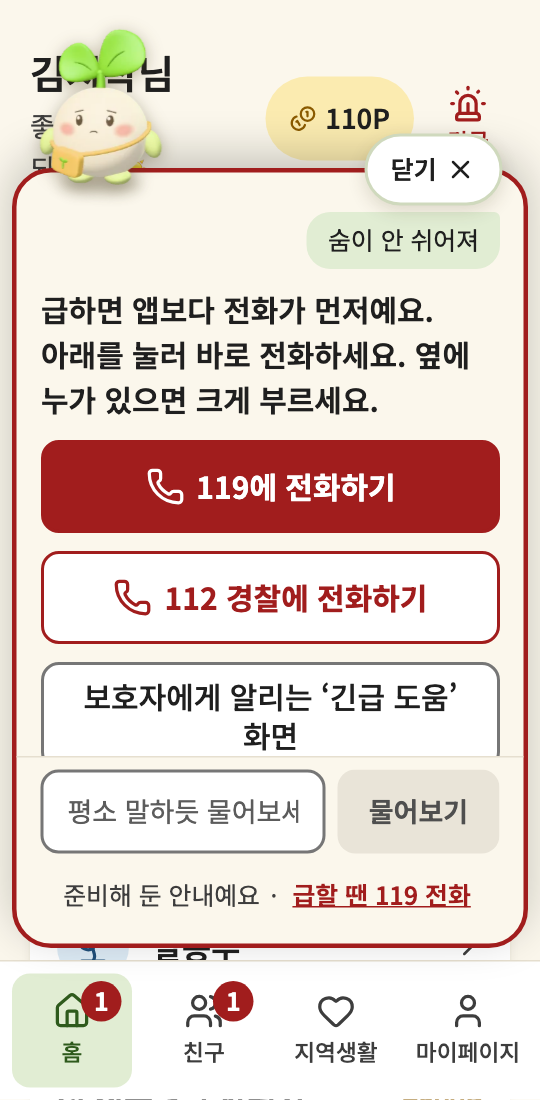 110P
닫기
숨이 안 쉬어져
급하면 앱보다 전화가 먼저예요.
아래를 눌러 바로 전화하세요. 옆에
누가 있으면 크게 부르세요.
119에 전화하기
112 경찰에 전화하기
보호자에게 알리는 ‘긴급 도움’
화면
평소 말하듯 물어보
물어보기
준비해 둔 안내예요 · 급할 땐 119 전화
1
1
홈
친구
지역생활
마이페이지